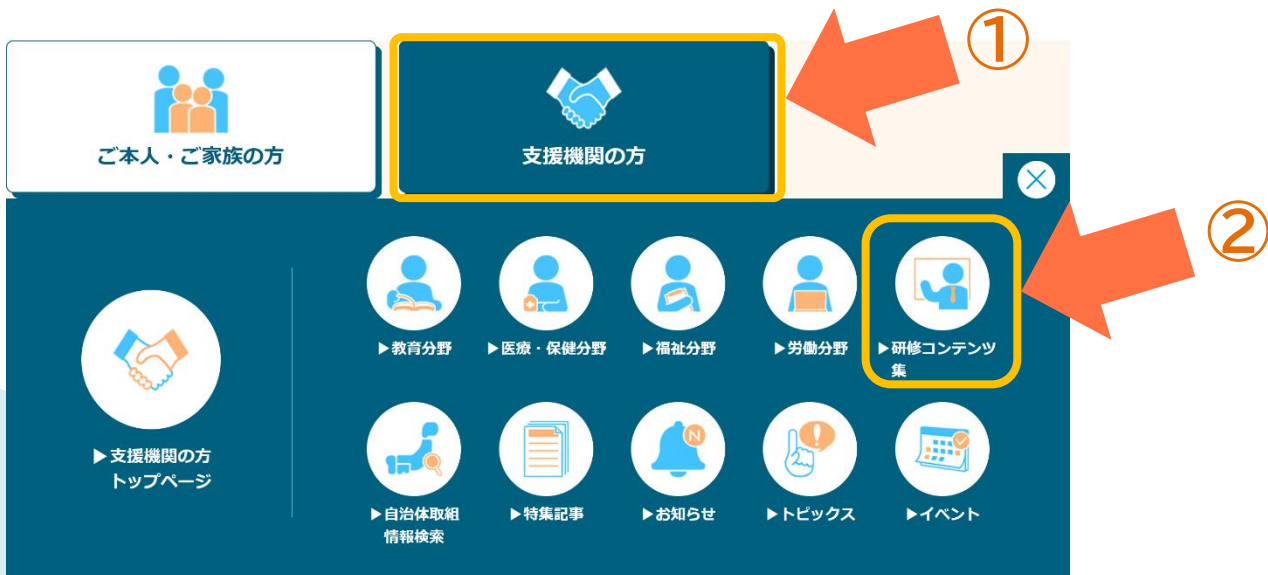 ①
ご本人・ご家族の方
支援機関の方
②
▶支援機関の方
トップページ
▶教育分野
▶医療・保健分野
▶福祉分野
▶労働分野
▶研修コンテンツ
集
▶自治体取組
情報検索
▶特集記事
N
▶お知らせ
▶トピックス
▶イベント